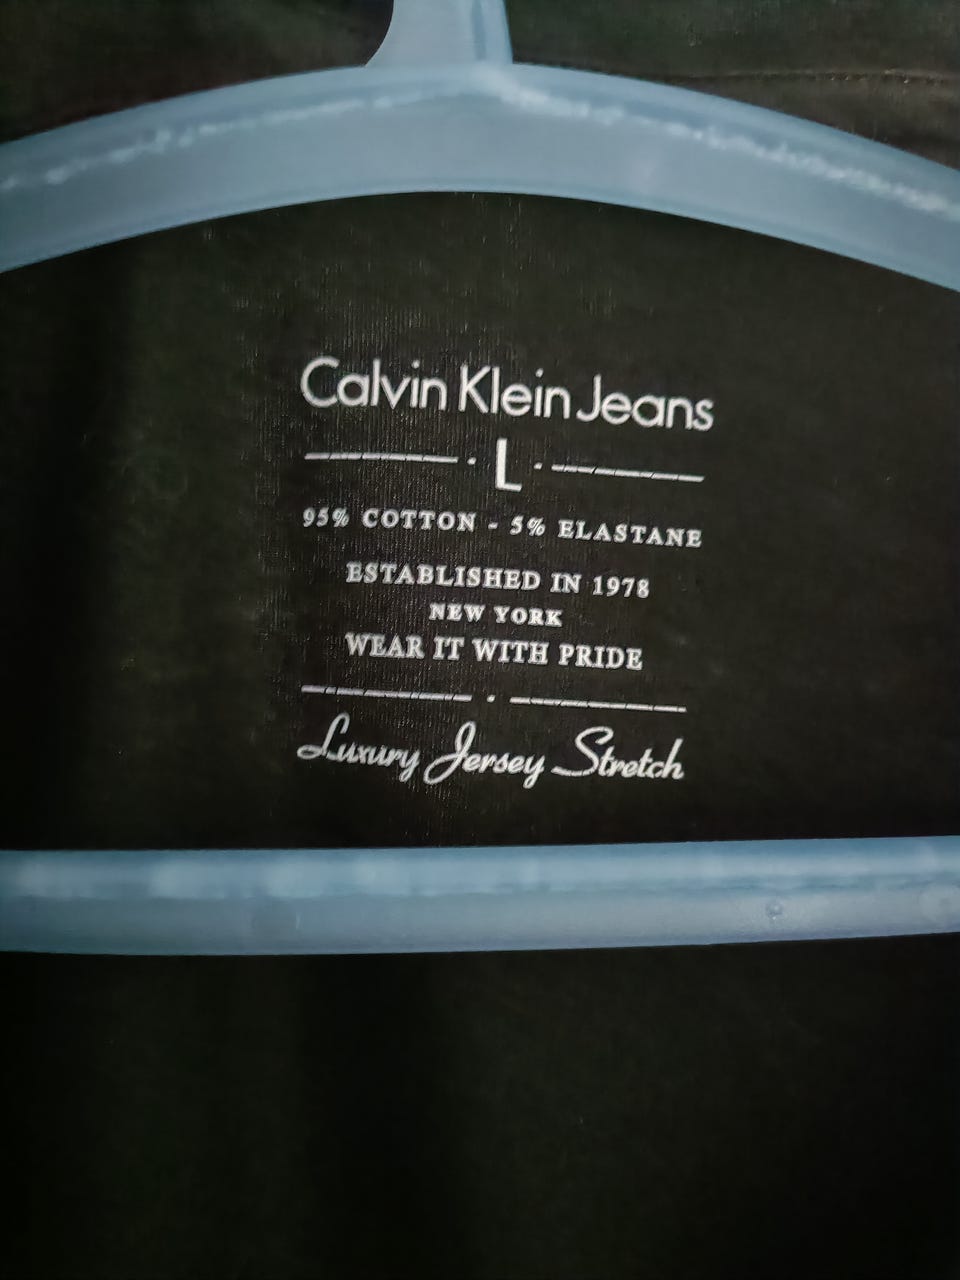 Calvin Klein Jeans
L
95% COTTON - 5% ELASTANE
ESTABLISHED IN 1978
NEW YORK
WEAR IT WITH PRIDE
Luxury Jersey Stretch